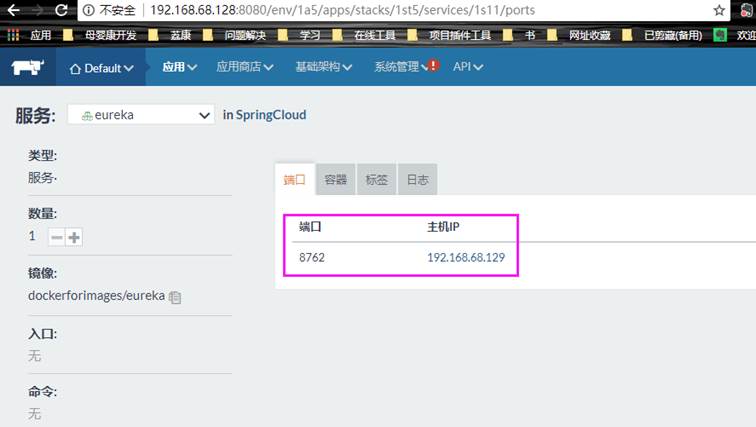 不安全 192.168.68.128:8080/env/1a5/apps/stacks/1st5/services/1s11/ports
应用 母婴康开发 蓝康 问题解决 学习 在线工具 项目插件工具 书 网址收藏 已剪藏(备用) 欢迎
Default 应用 应用商店 基础架构 系统管理 ! API
服务: eureka in SpringCloud
类型:
服务·
数量:
1
镜像:
dockerforimages/eureka
入口:
无
命令:
无
端口 容器 标签 日志
端口 主机IP
8762 192.168.68.129